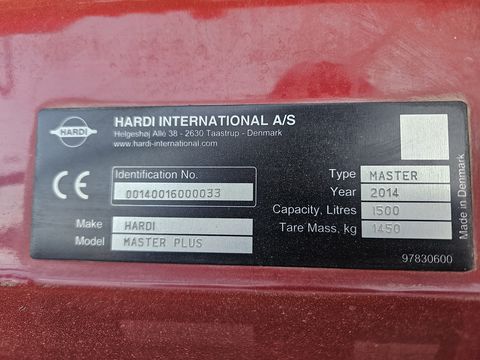 HARDI
HARDI INTERNATIONAL A/S
Helgeshøj Allé 38 - 2630 Taastrup - Denmark
www.hardi-international.com
CE
Identification No.
00140016000033
Make HARDI
Model MASTER PLUS
Type MASTER
Year 2014
Capacity, Litres 1500
Tare Mass, kg 1450
97830600
Made in Denmark